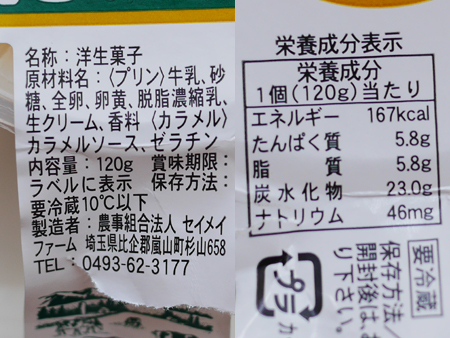 名称：洋生菓子
原材料名：〈プリン〉牛乳、砂
糖、全卵、卵黄、脱脂濃縮乳、
生クリーム、香料〈カラメル〉
カラメルソース、ゼラチン
内容量：120g 賞味期限：
ラベルに表示 保存方法：
要冷蔵10℃以下
製造者：農事組合法人 セイメイ
ファーム 埼玉県比企郡嵐山町杉山658
TEL：0493-62-3177
栄養成分表示
栄養成分
1個(120g)当たり
エネルギー 167kcal
たんぱく質 5.8g
脂質 5.8g
炭水化物 23.0g
ナトリウム 46mg
要冷蔵
保存方法／
開封後は、お
り下さい。
プラ
カ